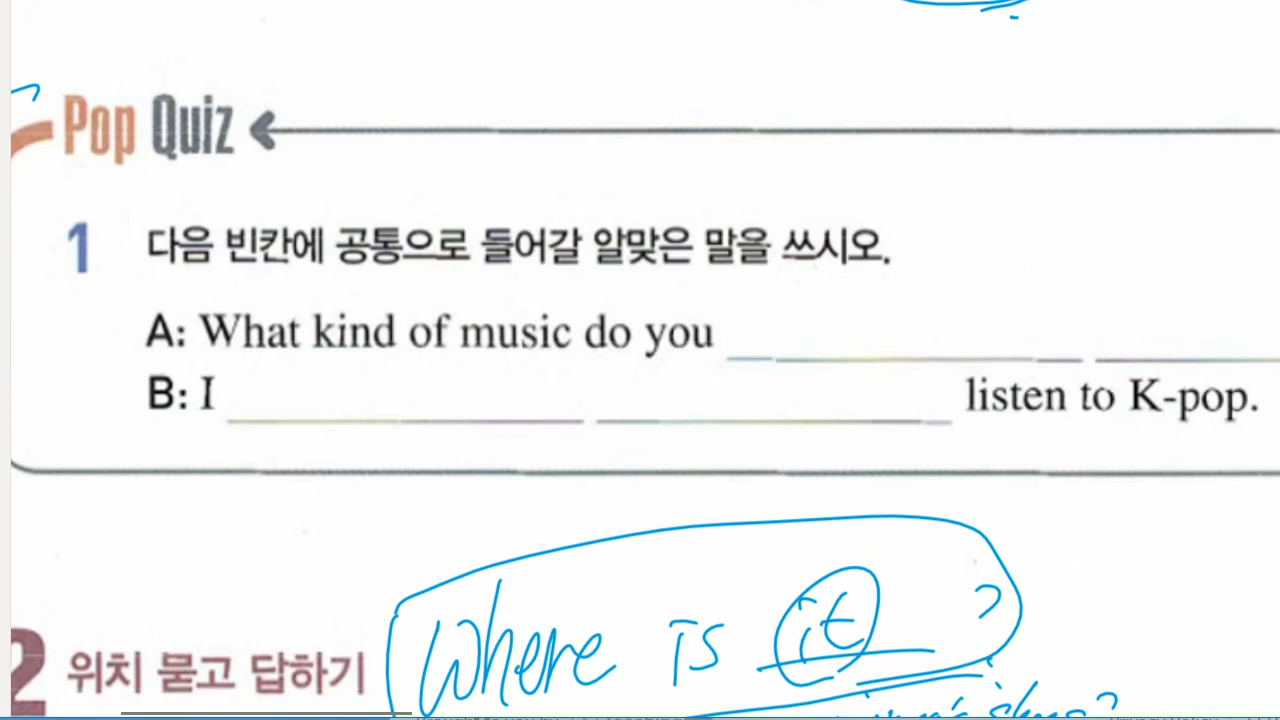 Pop Quiz
1 다음 빈칸에 공통으로 들어갈 알맞은 말을 쓰시오.
A: What kind of music do you
B: I listen to K-pop.
Where is it ?
2 위치 묻고 답하기